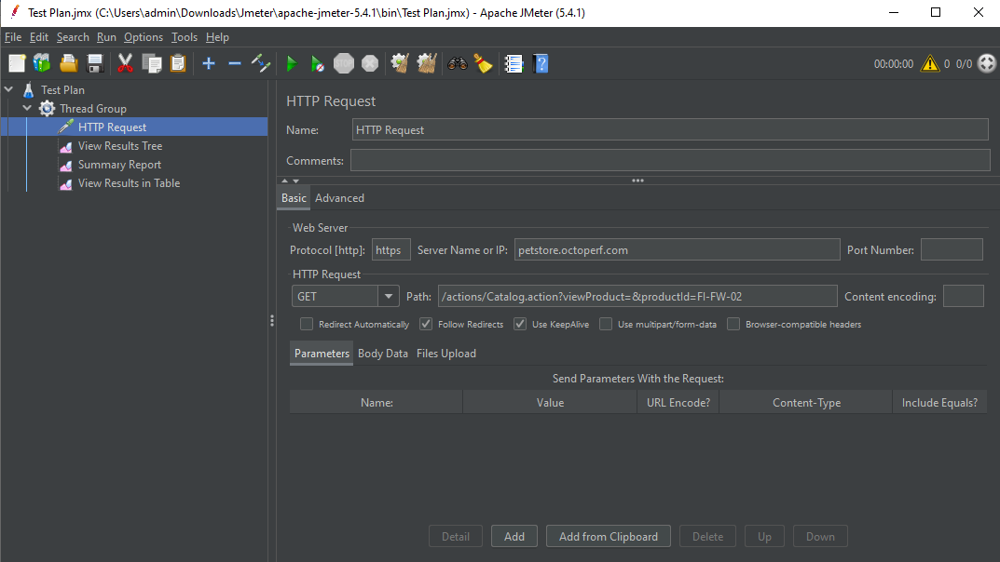 Test Plan.jmx (C:\Users\admin\Downloads\Jmeter\apache-jmeter-5.4.1\bin\Test Plan.jmx) - Apache JMeter (5.4.1)
File Edit Search Run Options Tools Help
STOP 00:00:00 0 0/0
Test Plan
Thread Group
HTTP Request
View Results Tree
Summary Report
View Results in Table
HTTP Request
Name: HTTP Request
Comments:
Basic Advanced
Web Server
Protocol [http]: https Server Name or IP: petstore.octoperf.com Port Number:
HTTP Request
GET Path: /actions/Catalog.action?viewProduct=&productId=FI-FW-02 Content encoding:
Redirect Automatically Follow Redirects Use KeepAlive Use multipart/form-data Browser-compatible headers
Parameters Body Data Files Upload
Send Parameters With the Request:
Name: Value URL Encode? Content-Type Include Equals?
Detail Add Add from Clipboard Delete Up Down